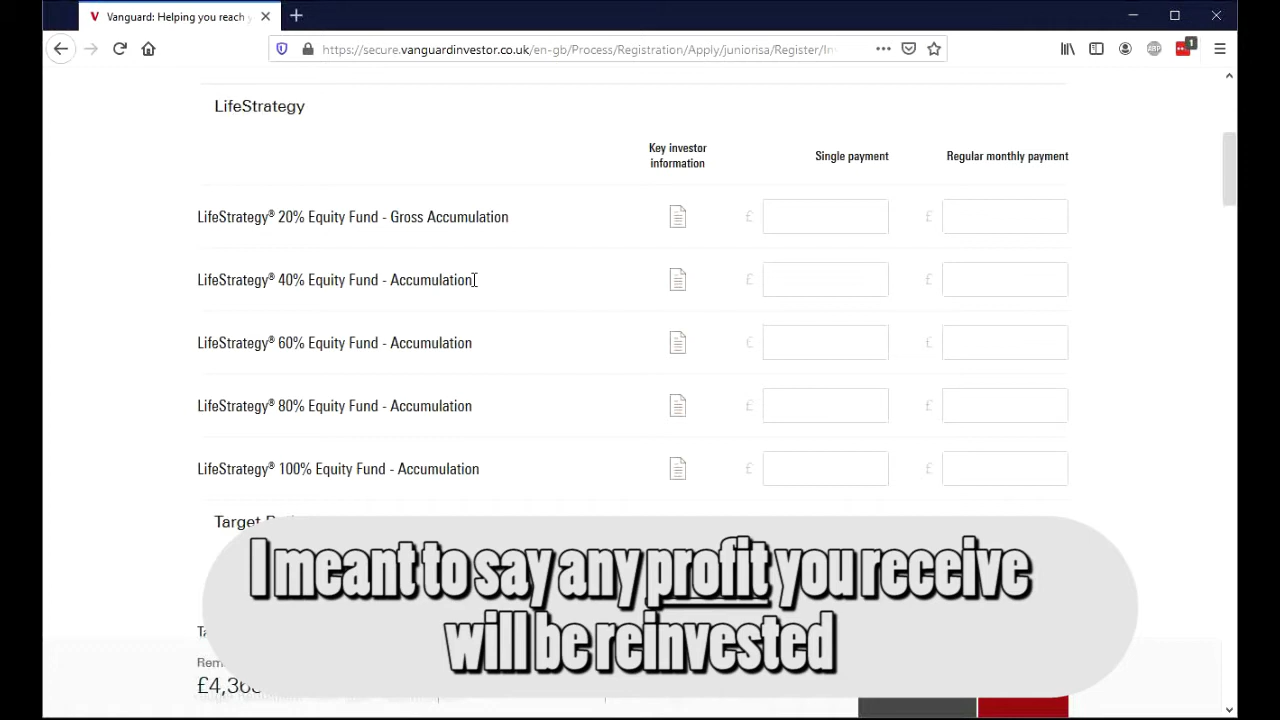 Vanguard: Helping you reach
https://secure.vanguardinvestor.co.uk/en-gb/Process/Registration/Apply/juniorisa/Register/In
1
LifeStrategy
Key investor
information
Single payment
Regular monthly payment
LifeStrategy® 20% Equity Fund - Gross Accumulation
£
£
LifeStrategy® 40% Equity Fund - Accumulation
£
£
LifeStrategy® 60% Equity Fund - Accumulation
£
£
LifeStrategy® 80% Equity Fund - Accumulation
£
£
LifeStrategy® 100% Equity Fund - Accumulation
£
£
Target
I meant to say any profit you receive
will be reinvested